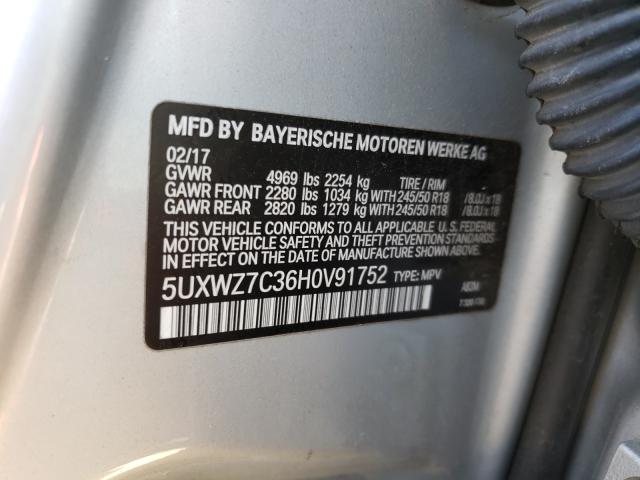 MFD BY BAYERISCHE MOTOREN WERKE AG
02/17
GVWR 4969 lbs 2254 kg TIRE / RIM
GAWR FRONT 2280 lbs 1034 kg WITH 245/50 R18 / 8.0J x 18
GAWR REAR 2820 lbs 1279 kg WITH 245/50 R18 / 8.0J x 18
THIS VEHICLE CONFORMS TO ALL APPLICABLE U. S. FEDERAL
MOTOR VEHICLE SAFETY AND THEFT PREVENTION STANDARDS
IN EFFECT ON THE DATE OF MANUFACTURE SHOWN ABOVE.
5UXWZ7C36H0V91752 TYPE: MPV